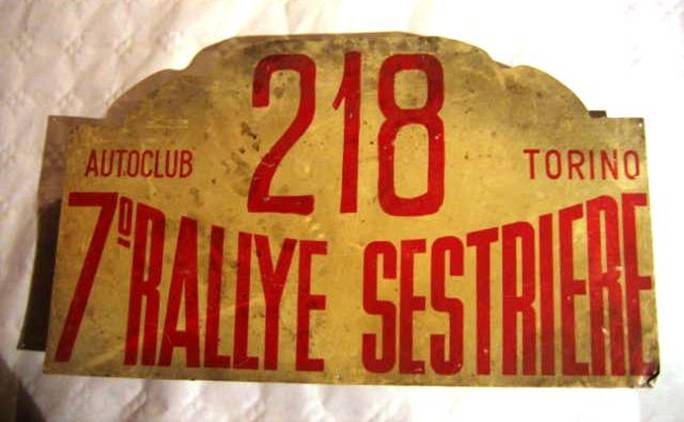 218
AUTOCLUB TORINO
7º RALLYE SESTRIERE